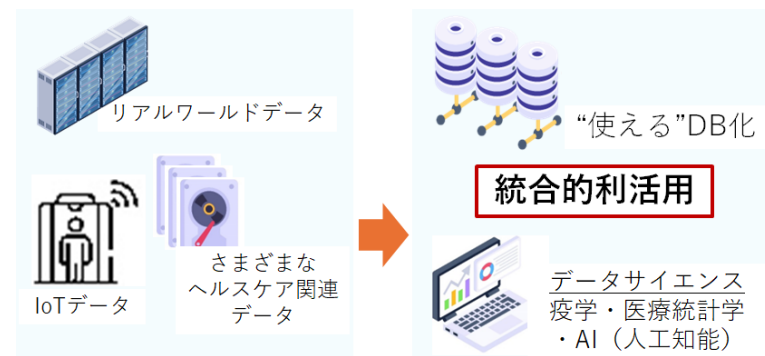 リアルワールドデータ
IoTデータ
さまざまな
ヘルスケア関連
データ
“使える”DB化
統合的利活用
データサイエンス
疫学・医療統計学
・AI（人工知能）